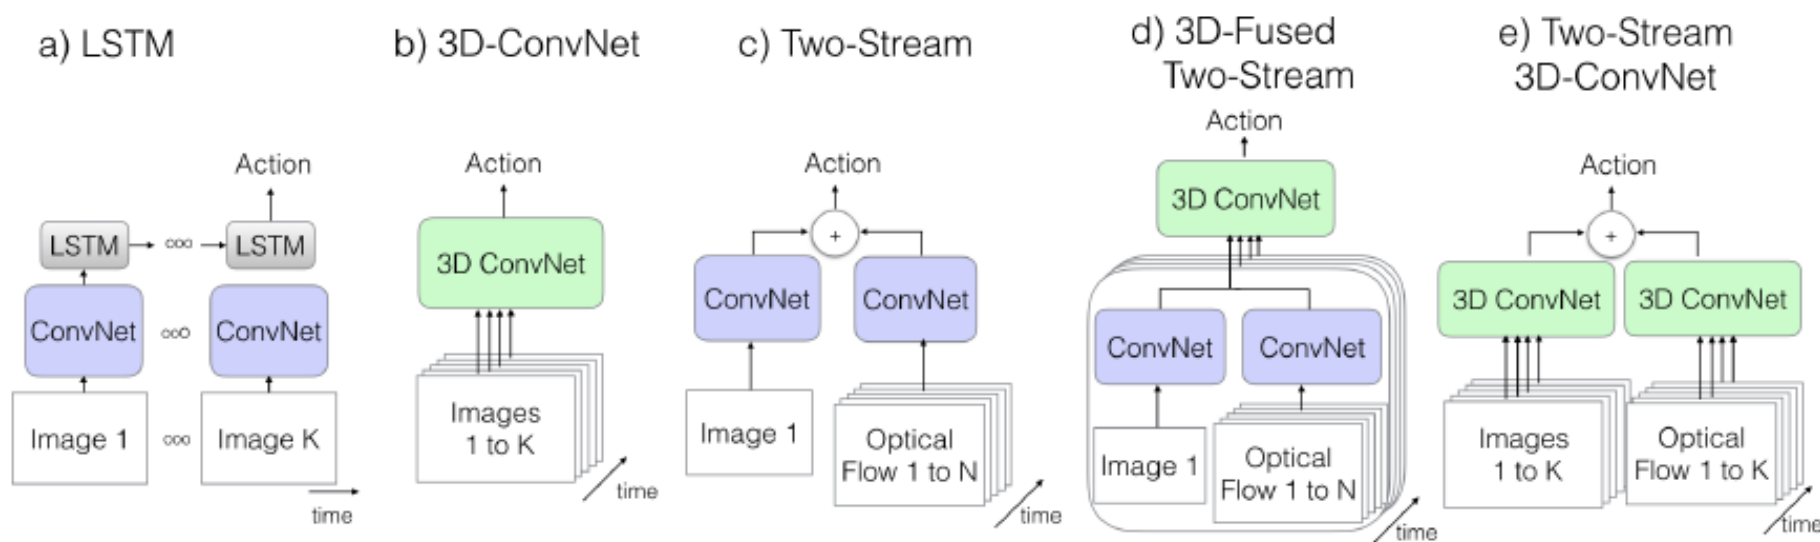 a) LSTM
Action
LSTM
ooo
LSTM
ConvNet
ooo
ConvNet
Image 1
ooo
Image K
time
b) 3D-ConvNet
Action
3D ConvNet
Images
1 to K
time
c) Two-Stream
Action
+
ConvNet
ConvNet
Image 1
Optical
Flow 1 to N
time
d) 3D-Fused
Two-Stream
Action
3D ConvNet
ConvNet
ConvNet
Image 1
Optical
Flow 1 to N
time
e) Two-Stream
3D-ConvNet
Action
+
3D ConvNet
3D ConvNet
Images
1 to K
Optical
Flow 1 to K
time